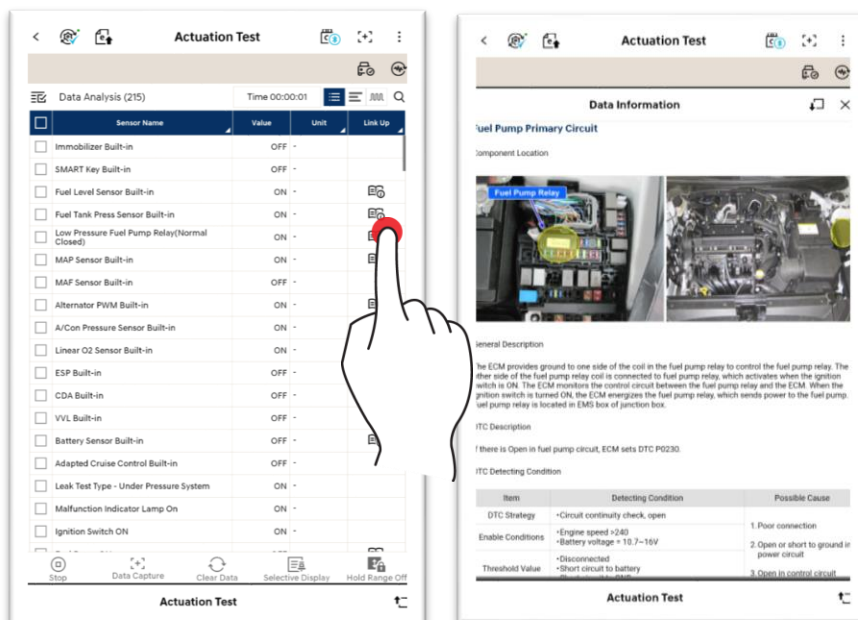 Actuation Test
Data Analysis (215)
Time 00:00:01
Sensor Name Value Unit Link Up
Immobilizer Built-in OFF -
SMART Key Built-in OFF -
Fuel Level Sensor Built-in ON -
Fuel Tank Press Sensor Built-in ON -
Low Pressure Fuel Pump Relay(Normal
Closed) ON -
MAP Sensor Built-in ON -
MAF Sensor Built-in OFF -
Alternator PWM Built-in ON -
A/Con Pressure Sensor Built-in ON -
Linear O2 Sensor Built-in ON -
ESP Built-in OFF -
CDA Built-in OFF -
VVL Built-in OFF -
Battery Sensor Built-in OFF -
Adapted Cruise Control Built-in OFF -
Leak Test Type - Under Pressure System ON -
Malfunction Indicator Lamp On ON -
Ignition Switch ON ON -
Stop Data Capture Clear Data Selective Display Hold Range Off
Actuation Test
Actuation Test
Data Information
Fuel Pump Primary Circuit
Component Location
Fuel Pump Relay
General Description
The ECM provides ground to one side of the coil in the fuel pump relay to control the fuel pump relay. The
other side of the fuel pump relay coil is connected to fuel pump relay, which activates when the ignition
switch is ON. The ECM monitors the control circuit between the fuel pump relay and the ECM. When the
ignition switch is turned ON, the ECM energizes the fuel pump relay, which sends power to the fuel pump.
Fuel pump relay is located in EMS box of junction box.
DTC Description
If there is Open in fuel pump circuit, ECM sets DTC P0230.
DTC Detecting Condition
Item Detecting Condition Possible Cause
DTC Strategy •Circuit continuity check, open
Enable Conditions •Engine speed >240
•Battery voltage = 10.7~16V
Threshold Value •Disconnected
•Short circuit to battery
1. Poor connection
2. Open or short to ground in
power circuit
3. Open in control circuit
Actuation Test